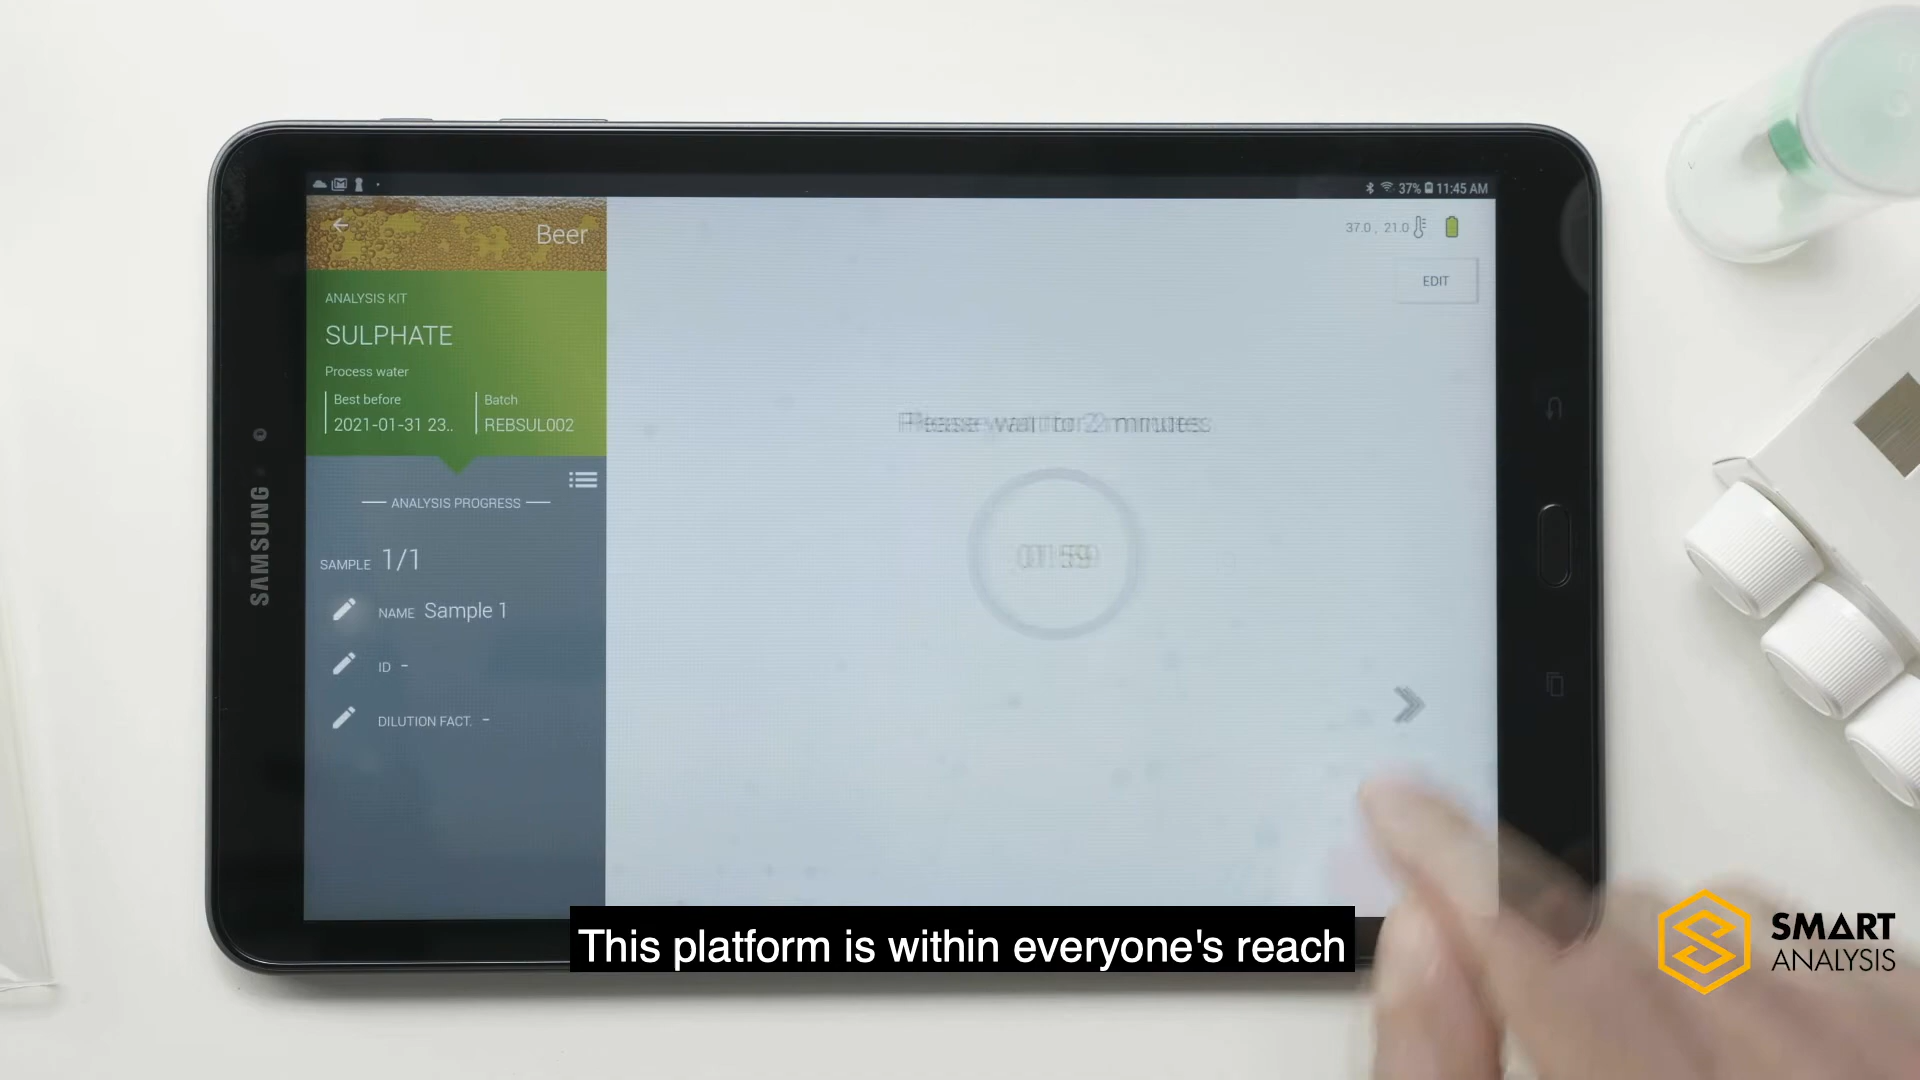 37% 11:45 AM
Beer
37.0, 21.0
EDIT
ANALYSIS KIT
SULPHATE
Process water
Best before
2021-01-31 23..
Batch
REBSUL002
ANALYSIS PROGRESS
SAMPLE 1/1
NAME Sample 1
ID -
DILUTION FACT. -
minutes
SAMSUNG
This platform is within everyone's reach
SMART
ANALYSIS